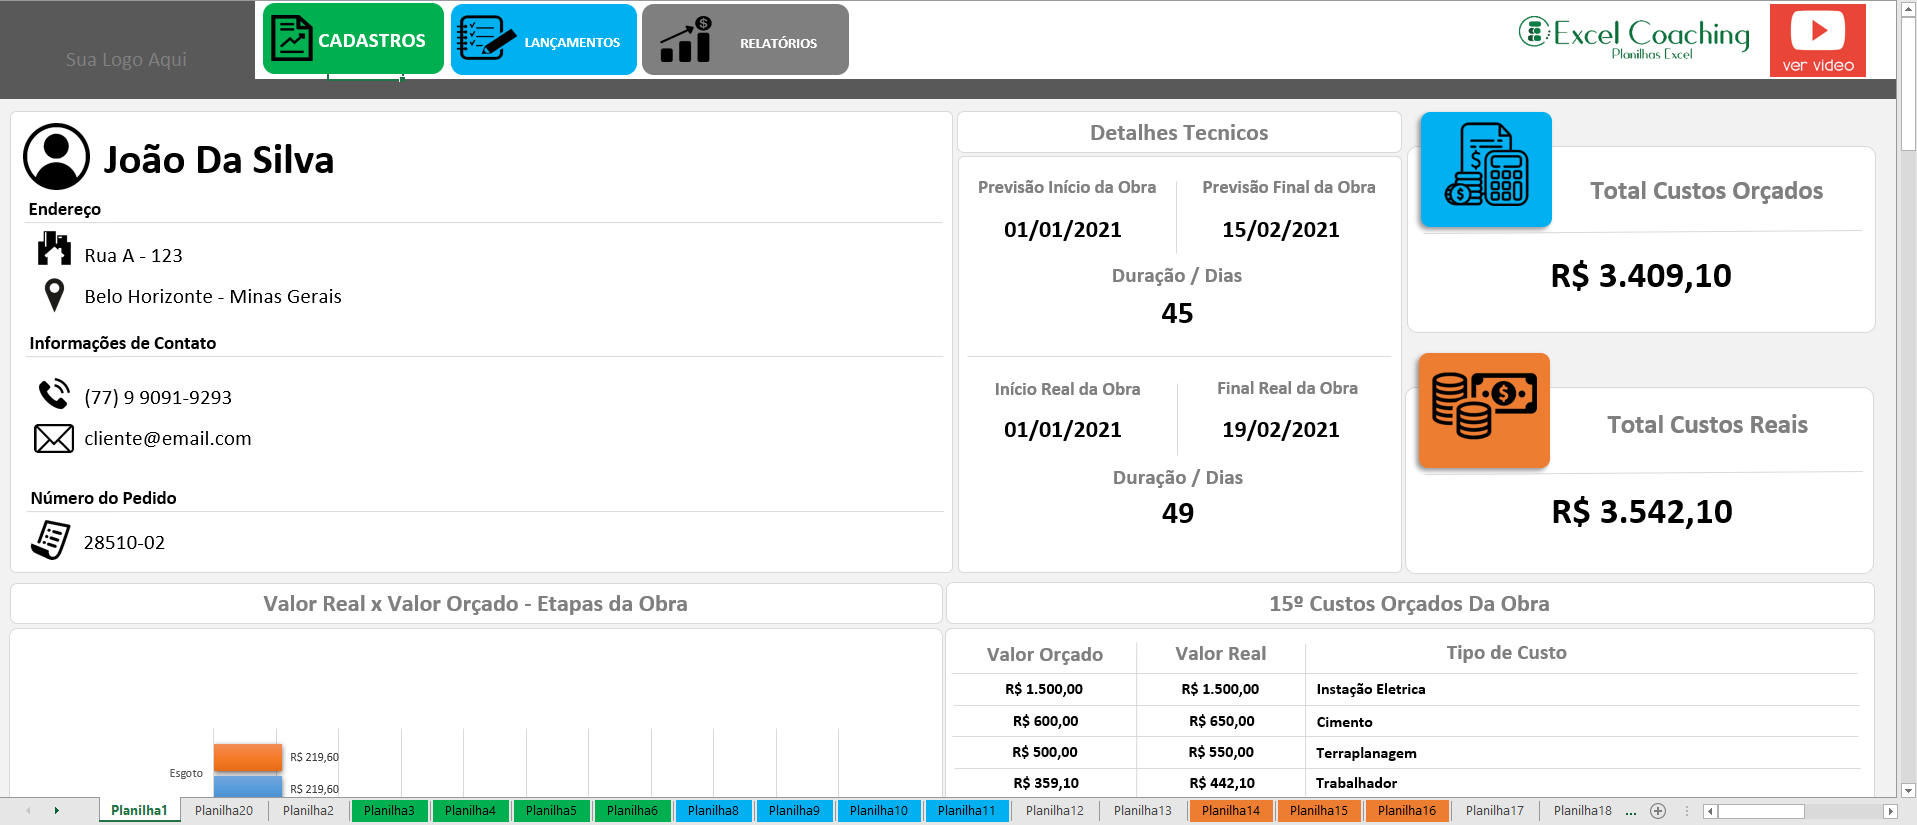 Sua Logo Aqui
CADASTROS
LANÇAMENTOS
RELATÓRIOS
Excel Coaching
Planilhas Excel
ver video
João Da Silva
Endereço
Rua A - 123
Belo Horizonte - Minas Gerais
Informações de Contato
(77) 9 9091-9293
cliente@email.com
Número do Pedido
28510-02
Detalhes Tecnicos
Previsão Início da Obra
Previsão Final da Obra
01/01/2021
15/02/2021
Duração / Dias
45
Início Real da Obra
Final Real da Obra
01/01/2021
19/02/2021
Duração / Dias
49
Total Custos Orçados
R$ 3.409,10
Total Custos Reais
R$ 3.542,10
Valor Real x Valor Orçado - Etapas da Obra
Esgoto
R$ 219,60
R$ 219,60
15º Custos Orçados Da Obra
Valor Orçado Valor Real Tipo de Custo
R$ 1.500,00 R$ 1.500,00 Instação Eletrica
R$ 600,00 R$ 650,00 Cimento
R$ 500,00 R$ 550,00 Terraplanagem
R$ 359,10 R$ 442,10 Trabalhador
Planilha1 Planilha20 Planilha2 Planilha3 Planilha4 Planilha5 Planilha6 Planilha8 Planilha9 Planilha10 Planilha11 Planilha12 Planilha13 Planilha14 Planilha15 Planilha16 Planilha17 Planilha18 ...